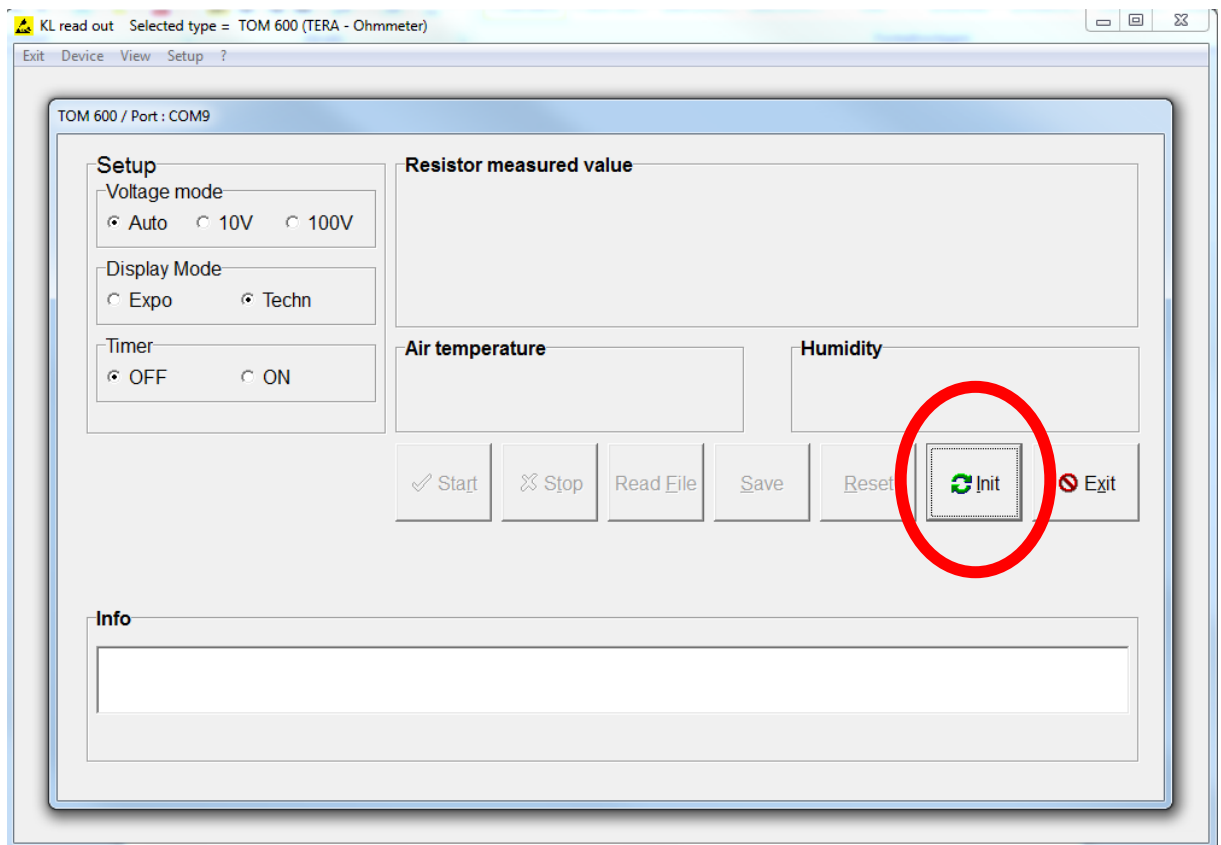 KL read out Selected type = TOM 600 (TERA - Ohmmeter)
Exit Device View Setup ?
TOM 600 / Port : COM9
Setup
Voltage mode
Auto 10V 100V
Display Mode
Expo Techn
Timer
OFF ON
Resistor measured value
Air temperature
Humidity
Start Stop Read File Save Reset Init Exit
Info